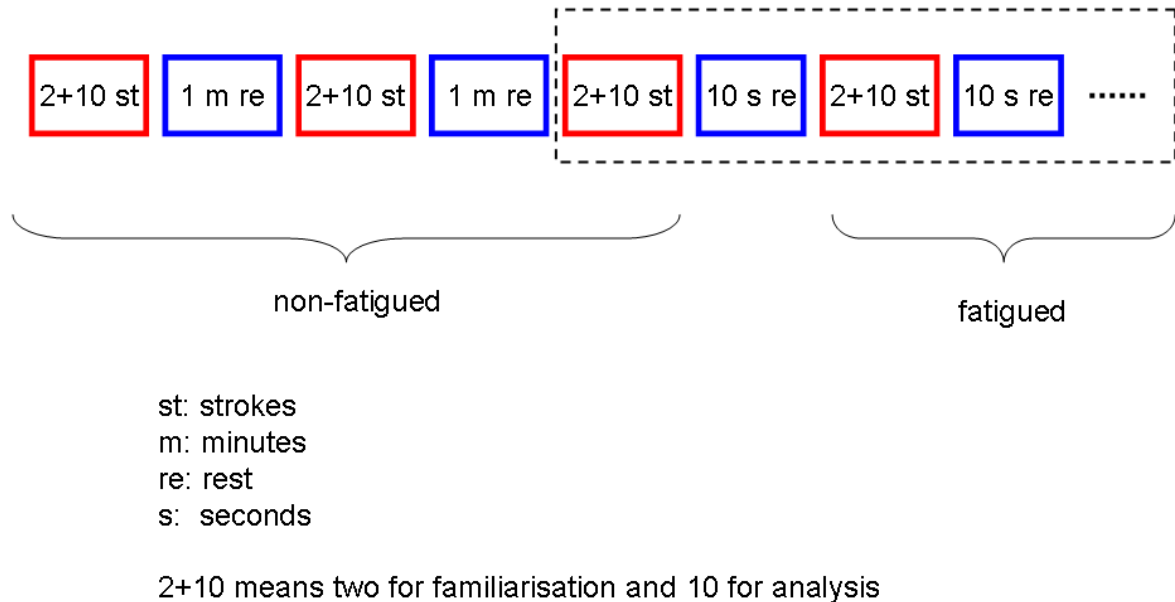 2+10 st 1 m re 2+10 st 1 m re 2+10 st 10 s re 2+10 st 10 s re ......
non-fatigued
fatigued
st: strokes
m: minutes
re: rest
s: seconds
2+10 means two for familiarisation and 10 for analysis